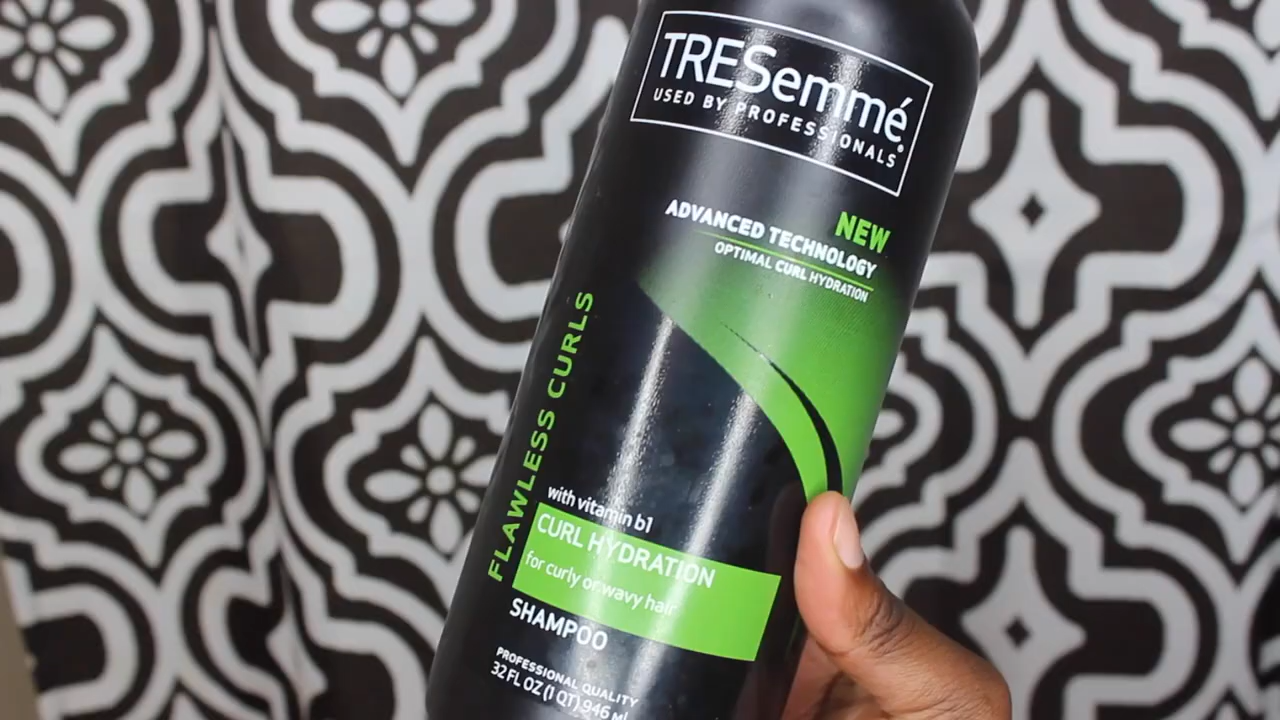 TRESemmé
USED BY PROFESSIONALS®
NEW
ADVANCED TECHNOLOGY
OPTIMAL CURL HYDRATION
FLAWLESS CURLS
with vitamin b1
CURL HYDRATION
for curly or wavy hair
SHAMPOO
PROFESSIONAL QUALITY
32 FL OZ (1 QT) 946 ml